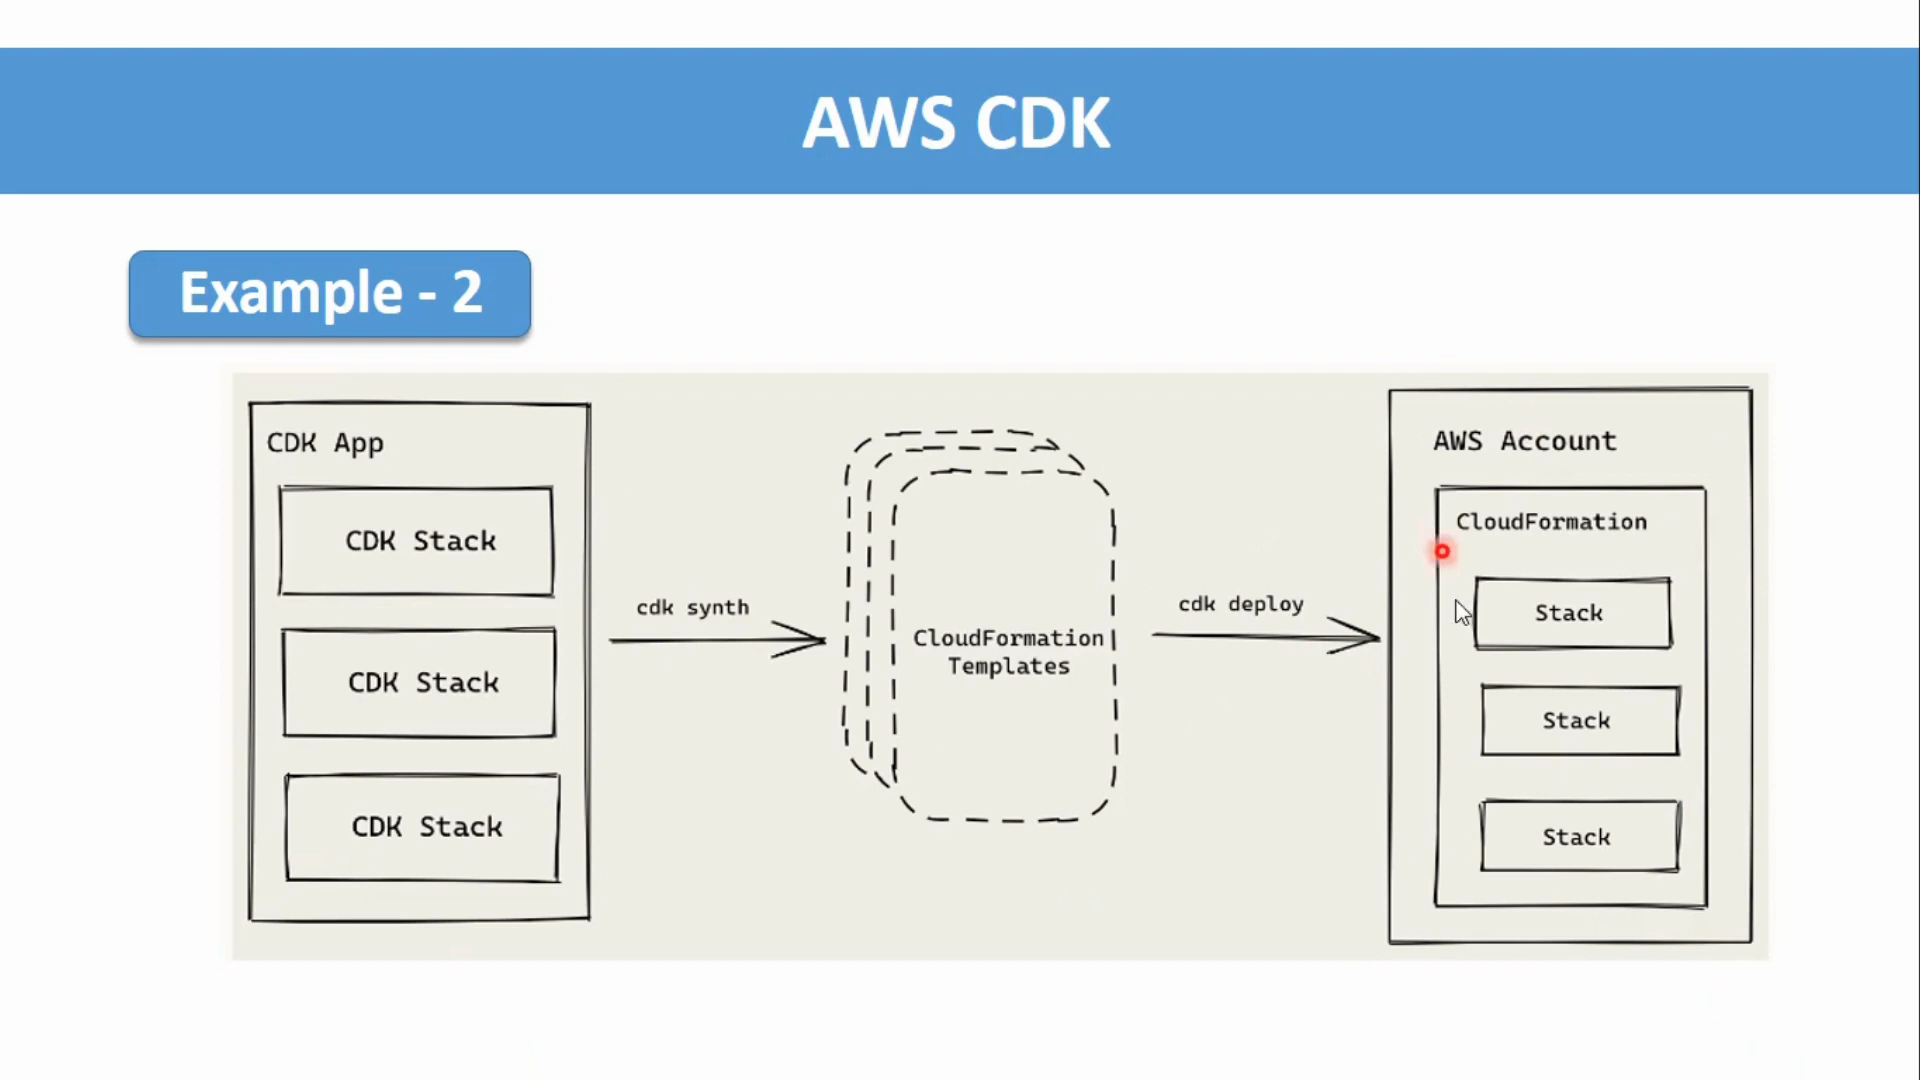 AWS CDK
Example - 2
CDK App
CDK Stack
CDK Stack
CDK Stack
cdk synth
CloudFormation
Templates
cdk deploy
AWS Account
CloudFormation
Stack
Stack
Stack